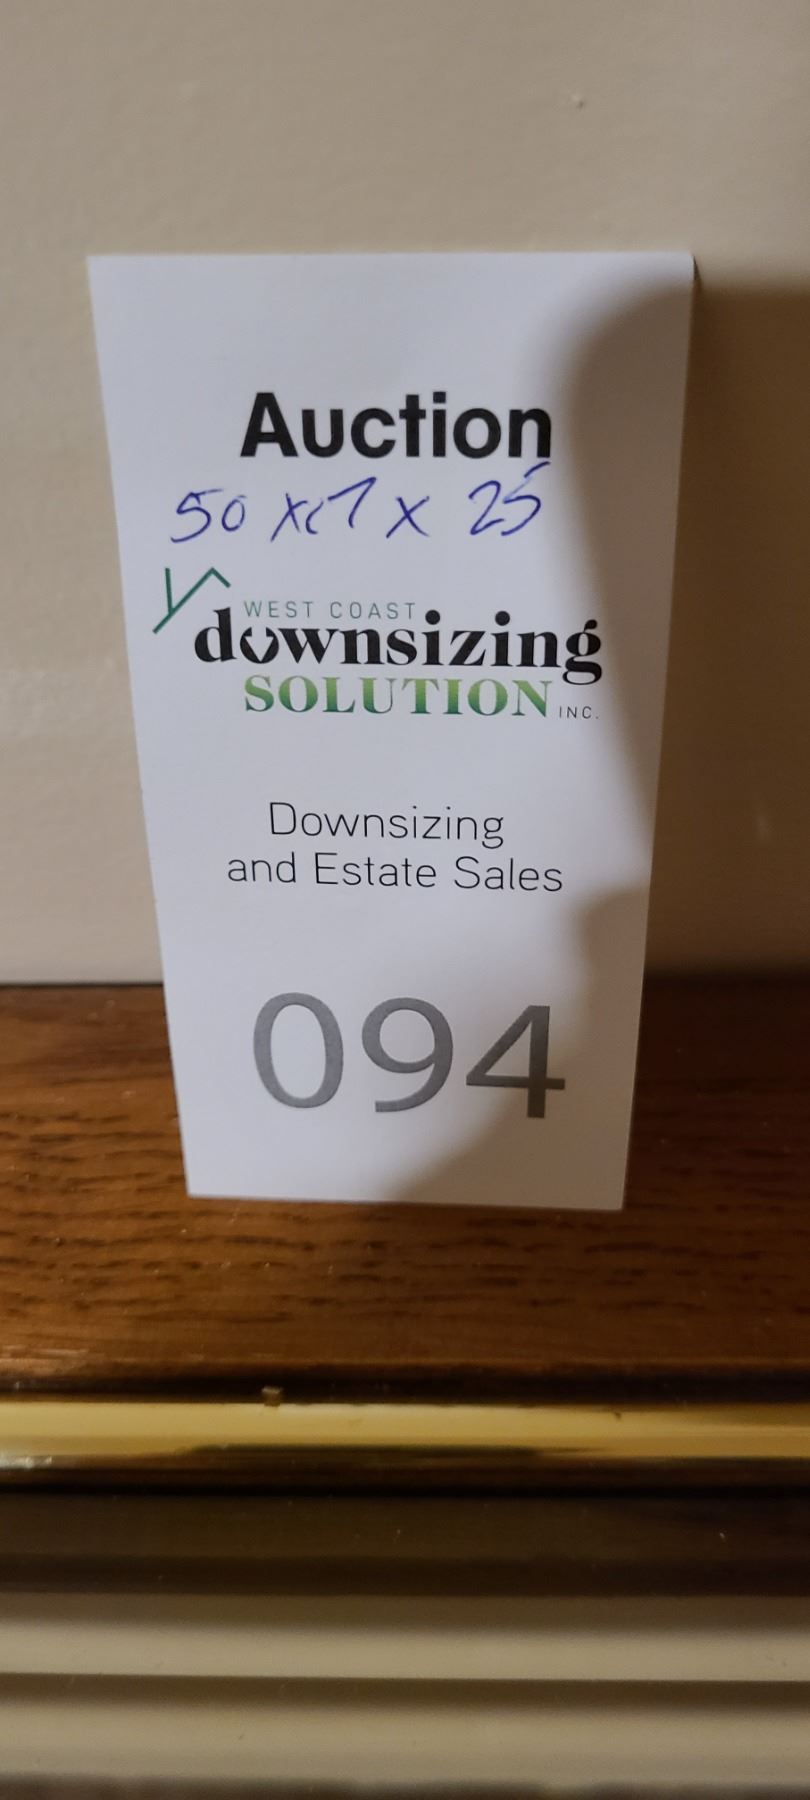 Auction
50 x 17 x 25
WEST COAST
downsizing
SOLUTION INC.
Downsizing
and Estate Sales
094